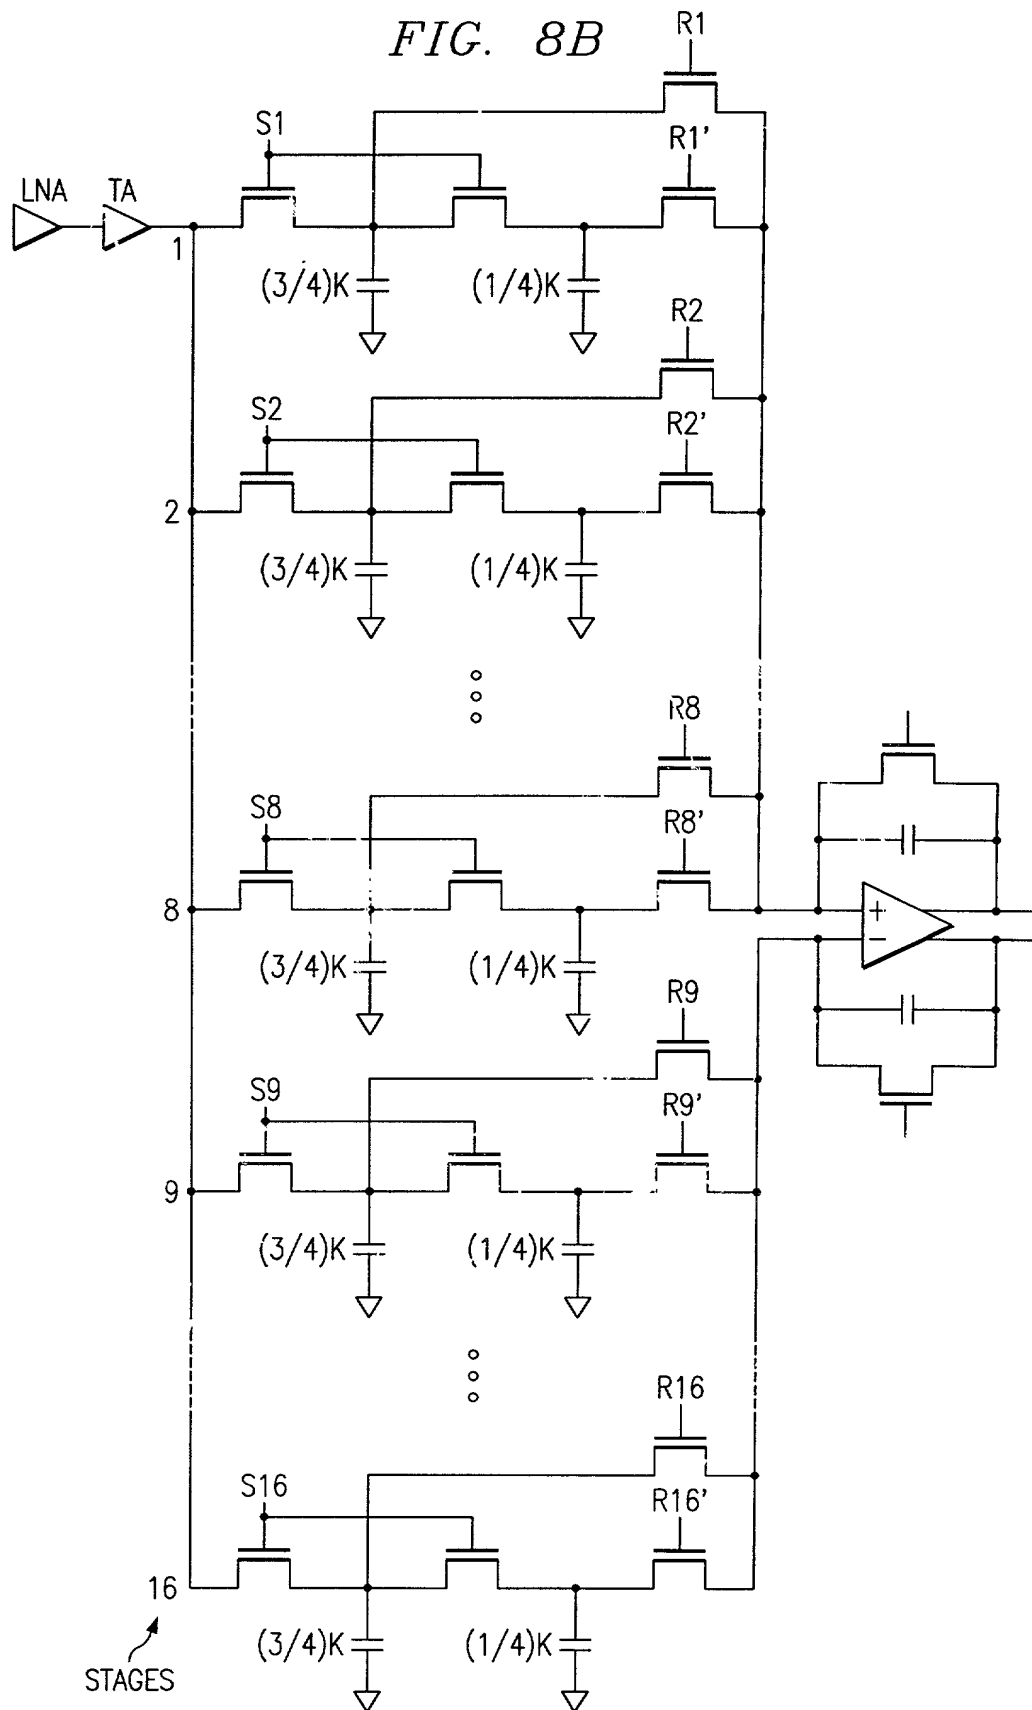 FIG. 8B
R1
S1
R1'
LNA
TA
1
(3/4)K
(1/4)K
R2
S2
R2'
2
(3/4)K
(1/4)K
R8
S8
R8'
8
+
-
(3/4)K
(1/4)K
R9
S9
R9'
9
(3/4)K
(1/4)K
R16
S16
R16'
16
(3/4)K
(1/4)K
STAGES